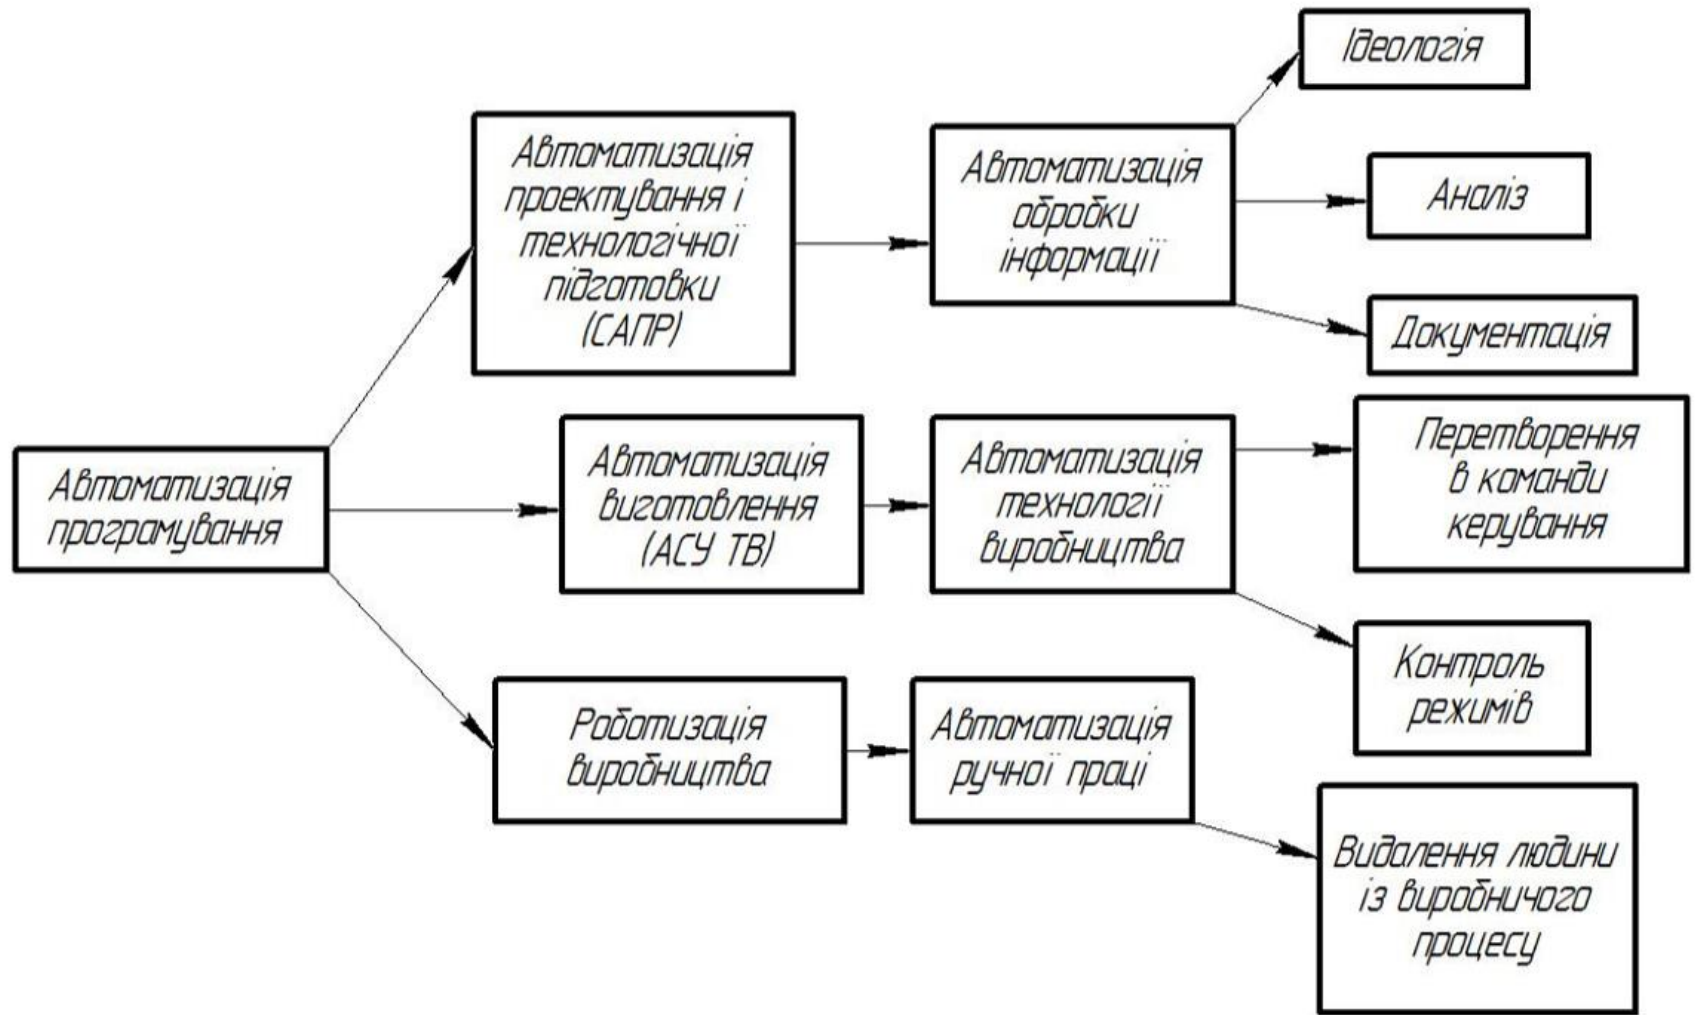 Автоматизація
програмування
Автоматизація
проектування і
технологічної
підготовки
(САПР)
Автоматизація
обробки
інформації
Ідеологія
Аналіз
Документація
Автоматизація
виготовлення
(АСУ ТВ)
Автоматизація
технології
виробництва
Перетворення
в команди
керування
Контроль
режимів
Роботизація
виробництва
Автоматизація
ручної праці
Видалення людини
із виробничого
процесу